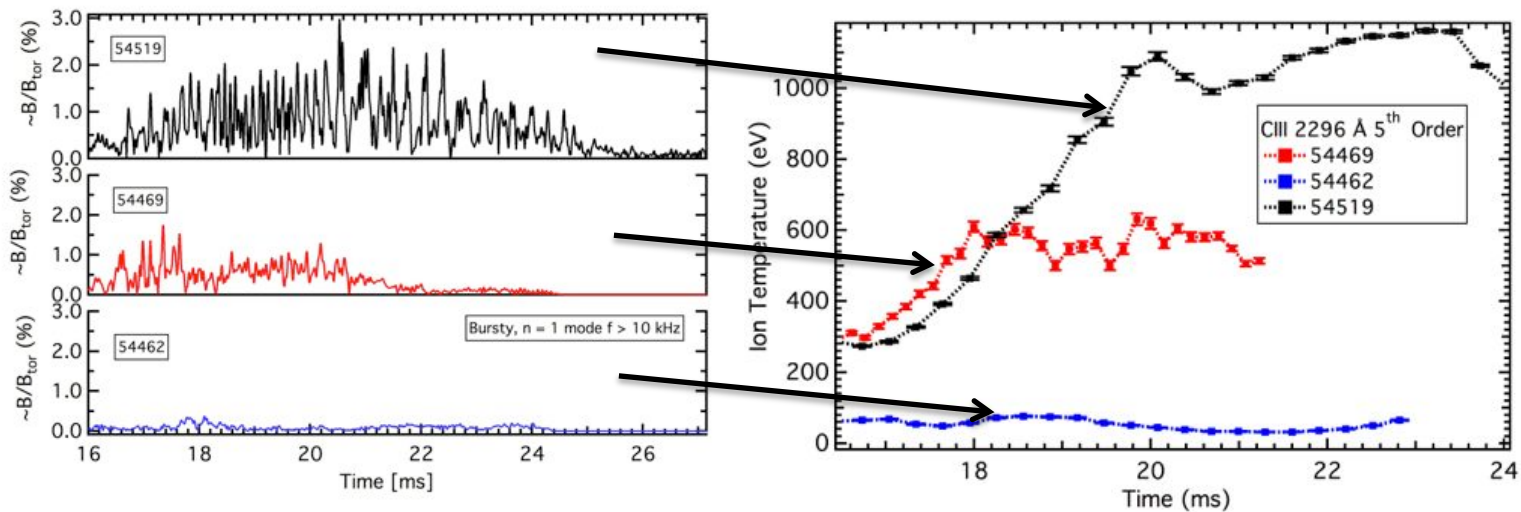 ~B/B_tor (%)
3.0
2.0
1.0
0.0
54519
~B/B_tor (%)
3.0
2.0
1.0
0.0
54469
~B/B_tor (%)
3.0
2.0
1.0
0.0
54462
Bursty, n = 1 mode f > 10 kHz
16 18 20 22 24 26
Time [ms]
Ion Temperature (eV)
1000
800
600
400
200
0
CIII 2296 Å 5th Order
54469
54462
54519
18 20 22 24
Time (ms)